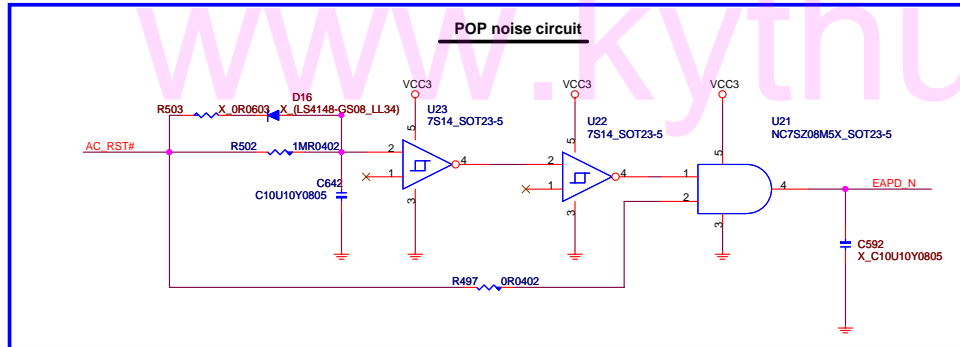 www.kythu
POP noise circuit
VCC3
VCC3
VCC3
D16
R503
X_0R0603
X_(LS4148-GS08_LL34)
U23
7S14_SOT23-5
U22
7S14_SOT23-5
U21
NC7SZ08M5X_SOT23-5
5
5
5
AC_RST#
R502
1MR0402
2
4
2
4
1
4
EAPD_N
1
1
2
C642
C10U10Y0805
3
3
3
C592
X_C10U10Y0805
R497
0R0402